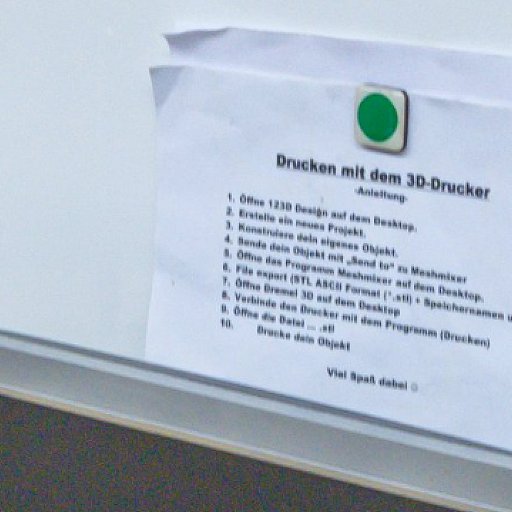 Drucken mit dem 3D-Drucker
-Anleitung-
1. Öffne 123D Design auf dem Desktop.
2. Erstelle ein neues Projekt.
3. Konstruiere dein eigenes Objekt.
4. Sende dein Objekt mit „Send to“ zu Meshmixer
5. Öffne das Programm Meshmixer auf dem Desktop.
6. File export (STL ASCII Format (*.stl) + Speichernamen
7. Öffne Dremel 3D auf dem Desktop
8. Verbinde den Drucker mit dem Programm (Drucken)
9. Öffne die Datei ... .stl
10. Drucke dein Objekt
Viel Spaß dabei ☺